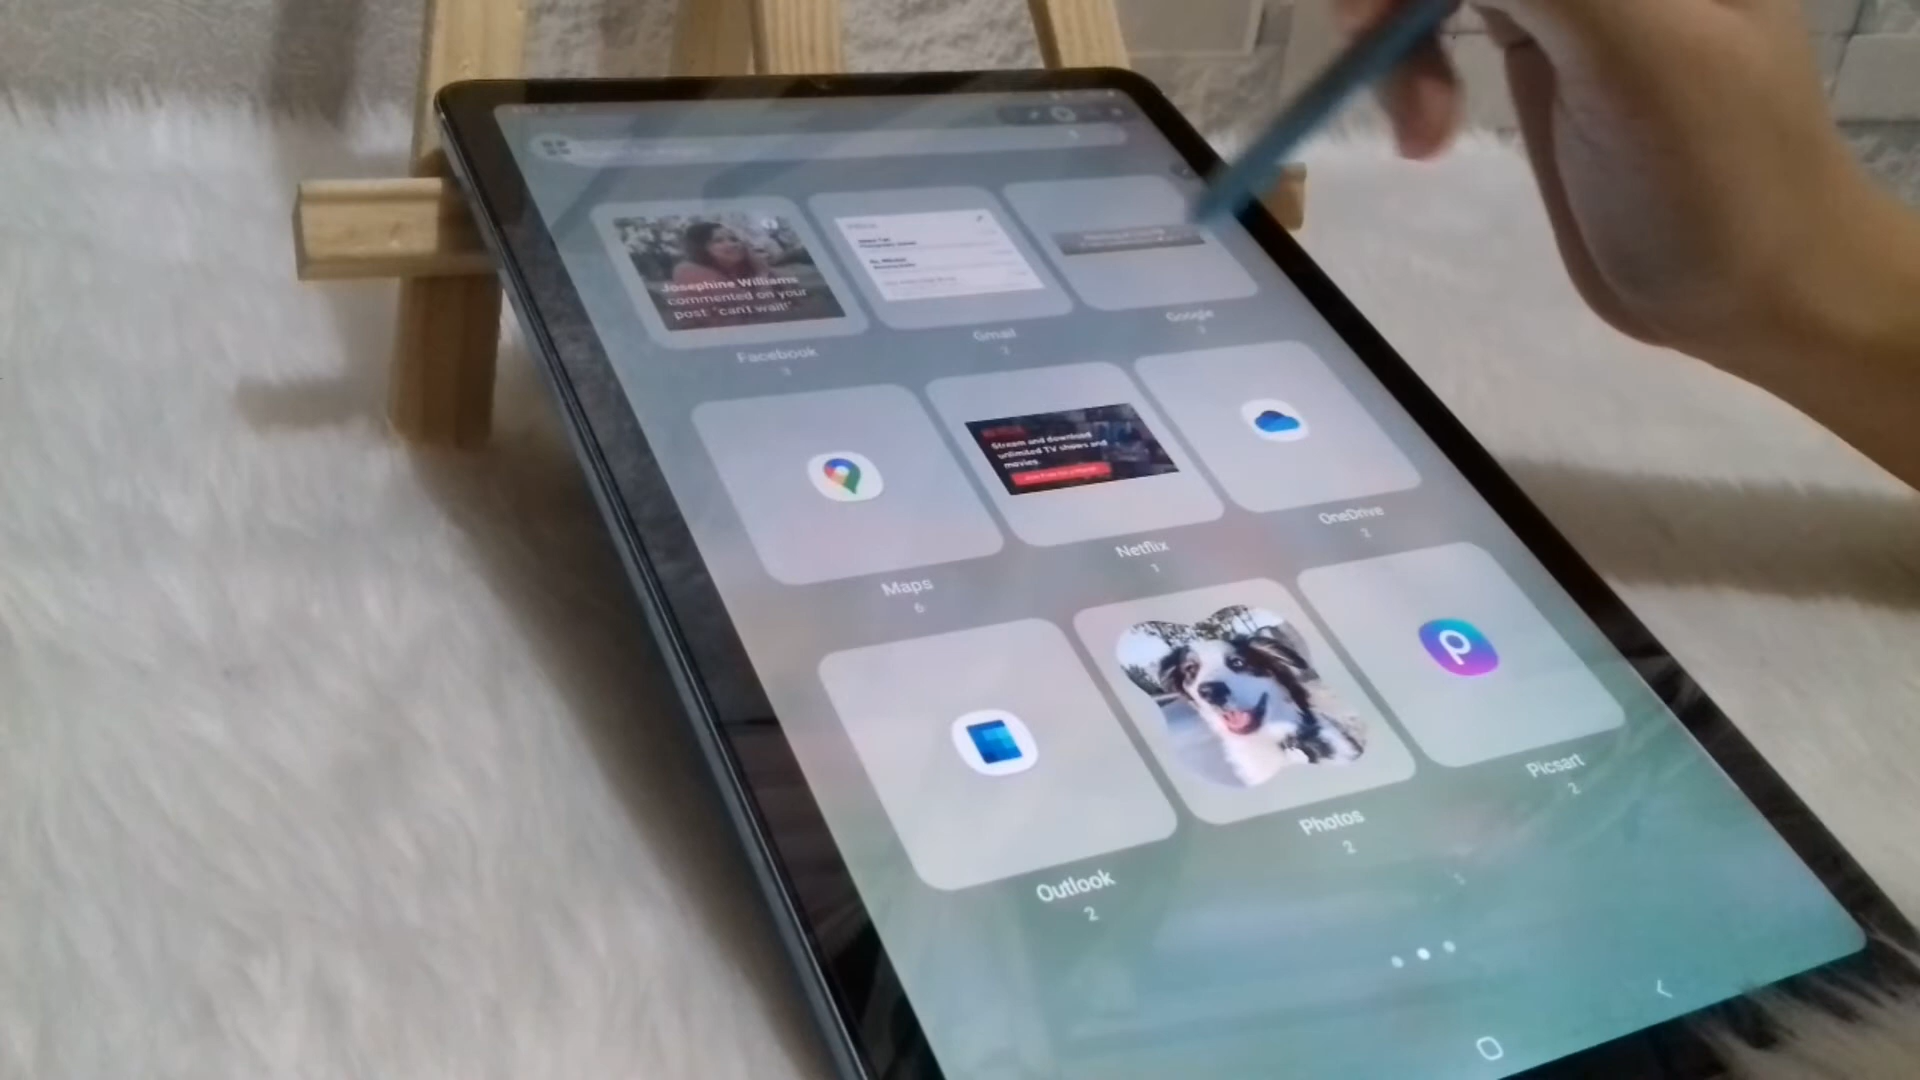 Josephine Williams
commented on your
post: "can't wait!"
Facebook
Gmail
Google
Stream and download
unlimited TV shows and
movies
Maps
6
Netflix
1
OneDrive
2
Outlook
2
Photos
2
Picsart
2